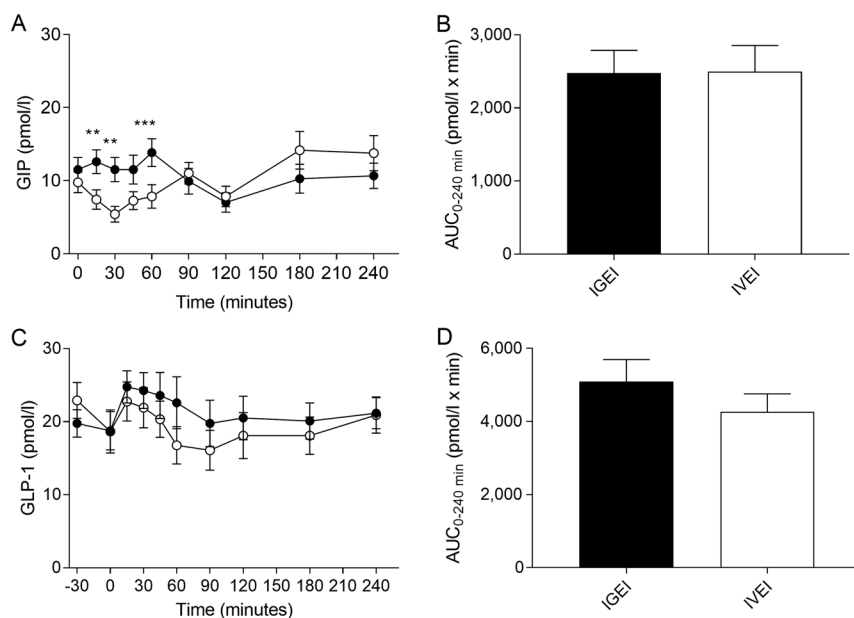 A
30
20
10
0
GIP (pmol/l)
**
**
***
0 30 60 90 120 150 180 210 240
Time (minutes)
B
3,000
2,000
1,000
0
AUC0-240 min (pmol/l x min)
IGEI
IVEI
C
30
20
10
0
GLP-1 (pmol/l)
-30 0 30 60 90 120 150 180 210 240
Time (minutes)
D
6,000
4,000
2,000
0
AUC0-240 min (pmol/l x min)
IGEI
IVEI